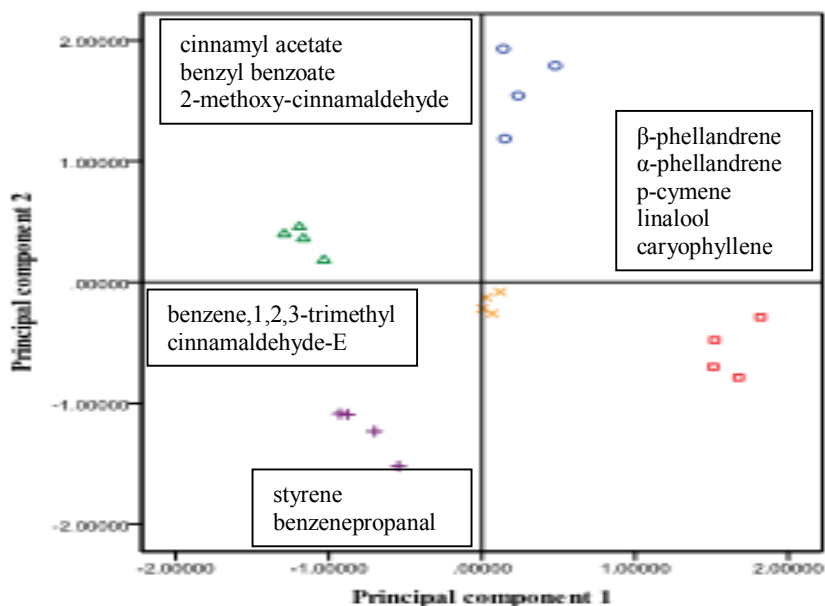 2.00000
1.00000
.00000
-1.00000
-2.00000
Principal component 2
cinnamyl acetate
benzyl benzoate
2-methoxy-cinnamaldehyde
β-phellandrene
α-phellandrene
p-cymene
linalool
caryophyllene
benzene,1,2,3-trimethyl
cinnamaldehyde-E
styrene
benzenepropanal
-2.00000 -1.00000 .00000 1.00000 2.00000
Principal component 1